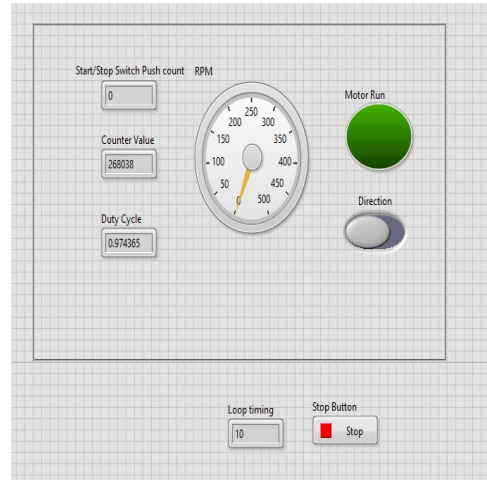 Start/Stop Switch Push count
0
RPM
250
200
300
150
350
100
400
50
450
0
500
Motor Run
Counter Value
268038
Direction
Duty Cycle
0.974365
Loop timing
10
Stop Button
Stop